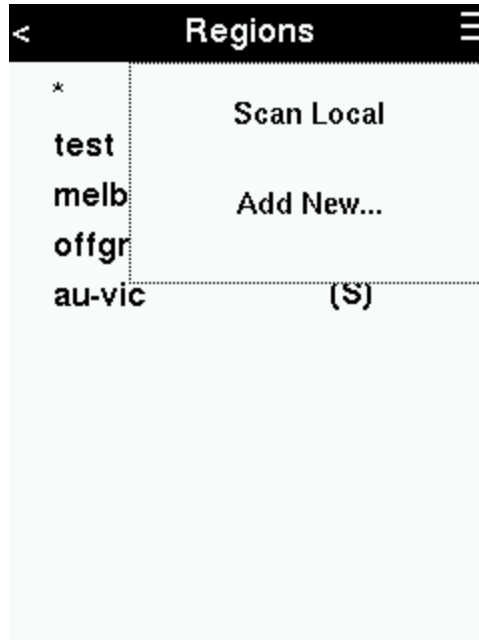 < Regions ☰
*
Scan Local
test
melb
Add New...
offgr
au-vic (S)